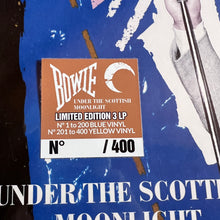 BOWIE
UNDER THE SCOTTISH
MOONLIGHT
LIMITED EDITION 3 LP
N° 1 to 200 BLUE VINYL
N° 201 to 400 YELLOW VINYL
N° / 400
UNDER THE SCOTT
MOONLIGHT